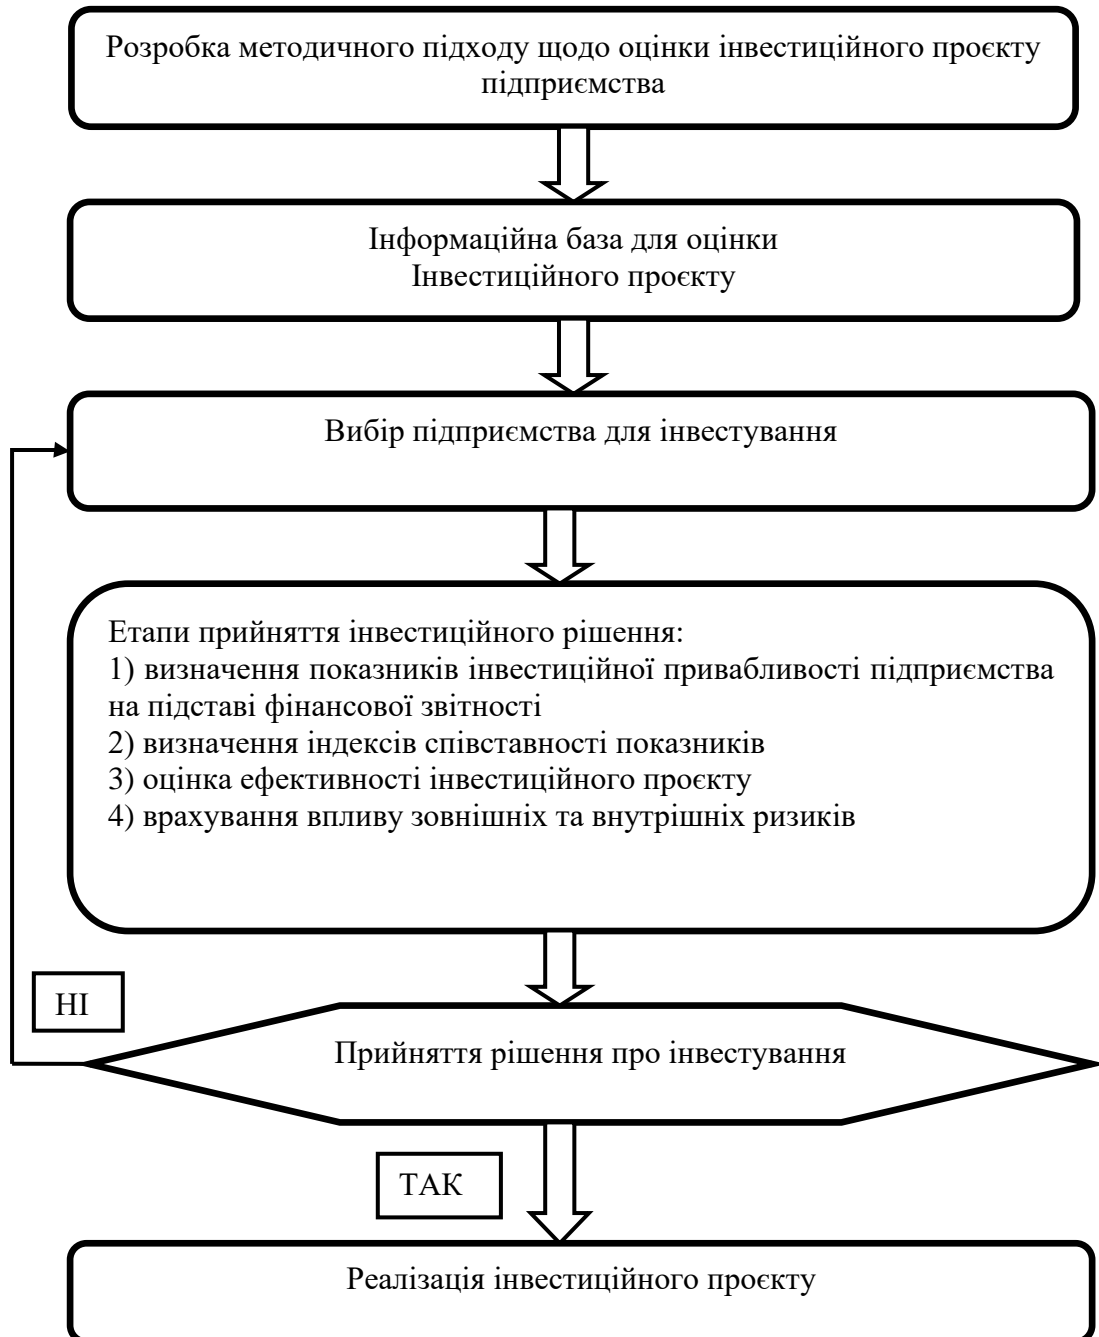 Розробка методичного підходу щодо оцінки інвестиційного проєкту
підприємства
Інформаційна база для оцінки
Інвестиційного проєкту
Вибір підприємства для інвестування
Етапи прийняття інвестиційного рішення:
1) визначення показників інвестиційної привабливості підприємства
на підставі фінансової звітності
2) визначення індексів співставності показників
3) оцінка ефективності інвестиційного проєкту
4) врахування впливу зовнішніх та внутрішніх ризиків
НІ
Прийняття рішення про інвестування
ТАК
Реалізація інвестиційного проєкту